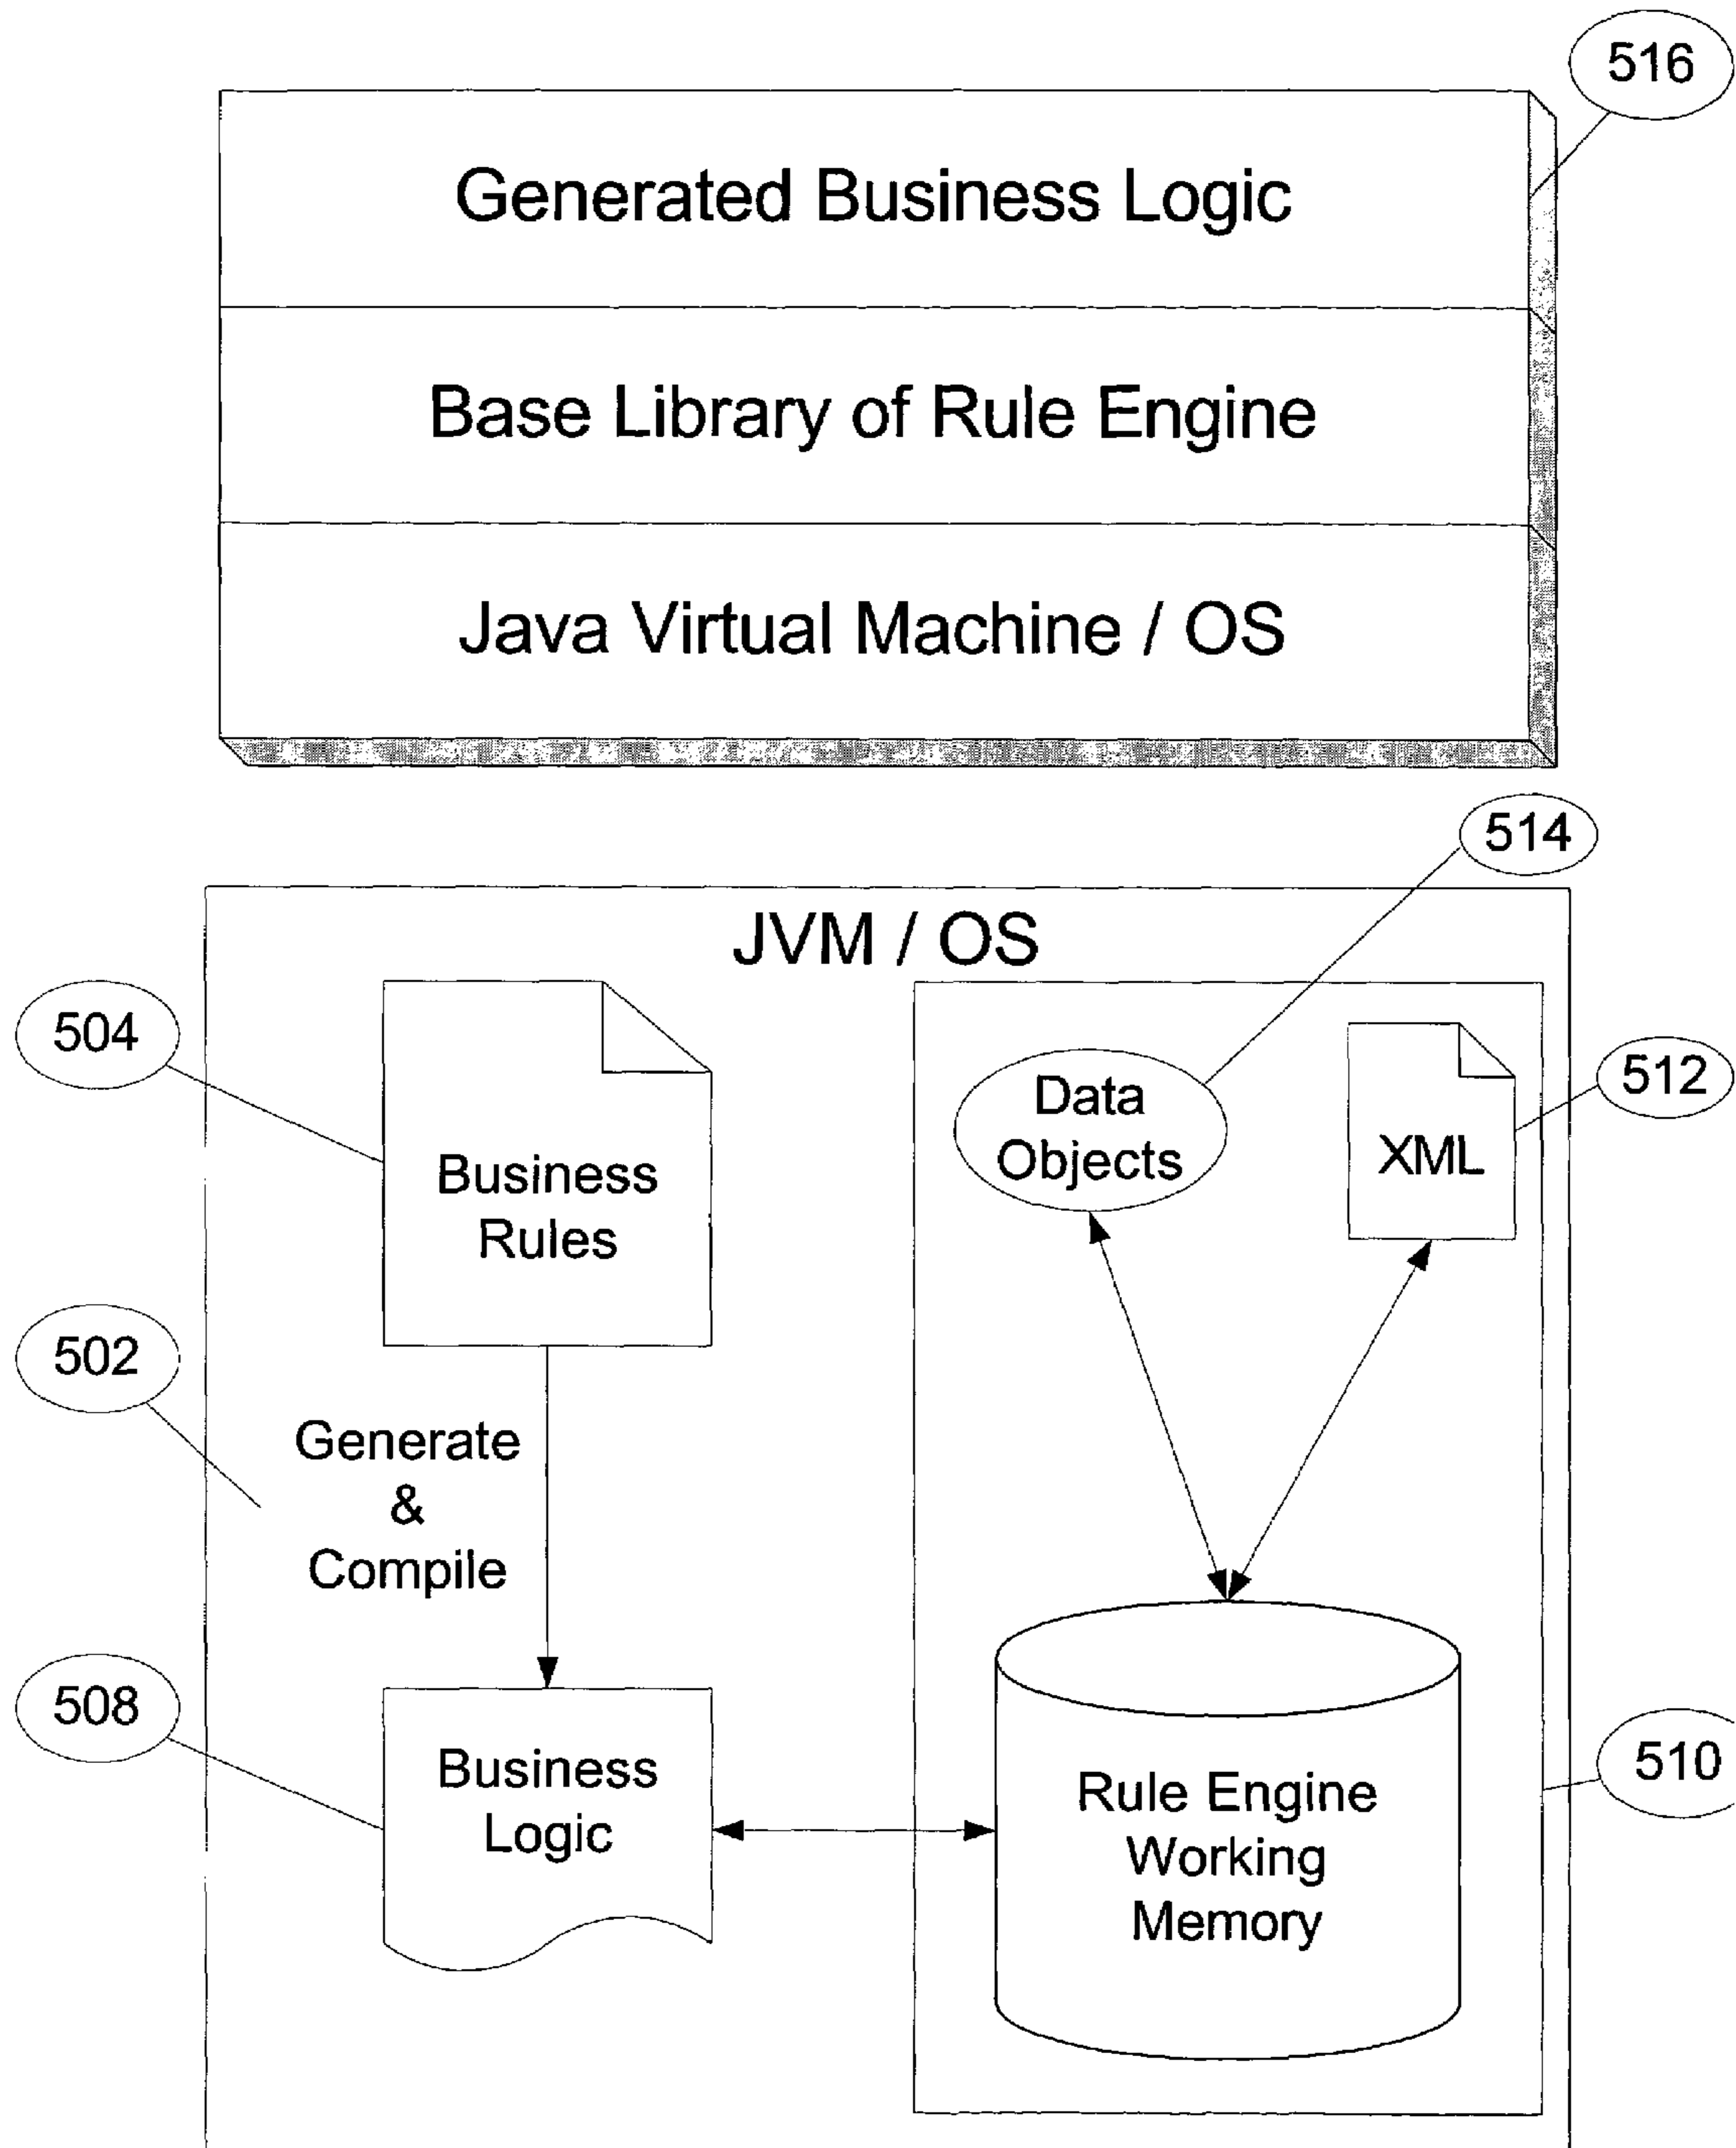 516
Generated Business Logic
Base Library of Rule Engine
Java Virtual Machine / OS
514
JVM / OS
504
Business
Rules
Data
Objects
XML
512
502
Generate
&
Compile
508
Business
Logic
Rule Engine
Working
Memory
510